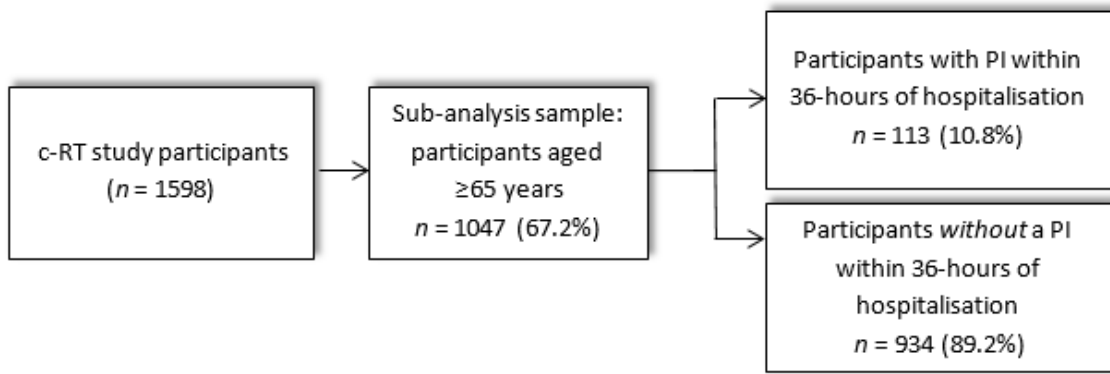 c-RT study participants
(n = 1598)
Sub-analysis sample:
participants aged
≥65 years
n = 1047 (67.2%)
Participants with PI within
36-hours of hospitalisation
n = 113 (10.8%)
Participants without a PI
within 36-hours of
hospitalisation
n = 934 (89.2%)